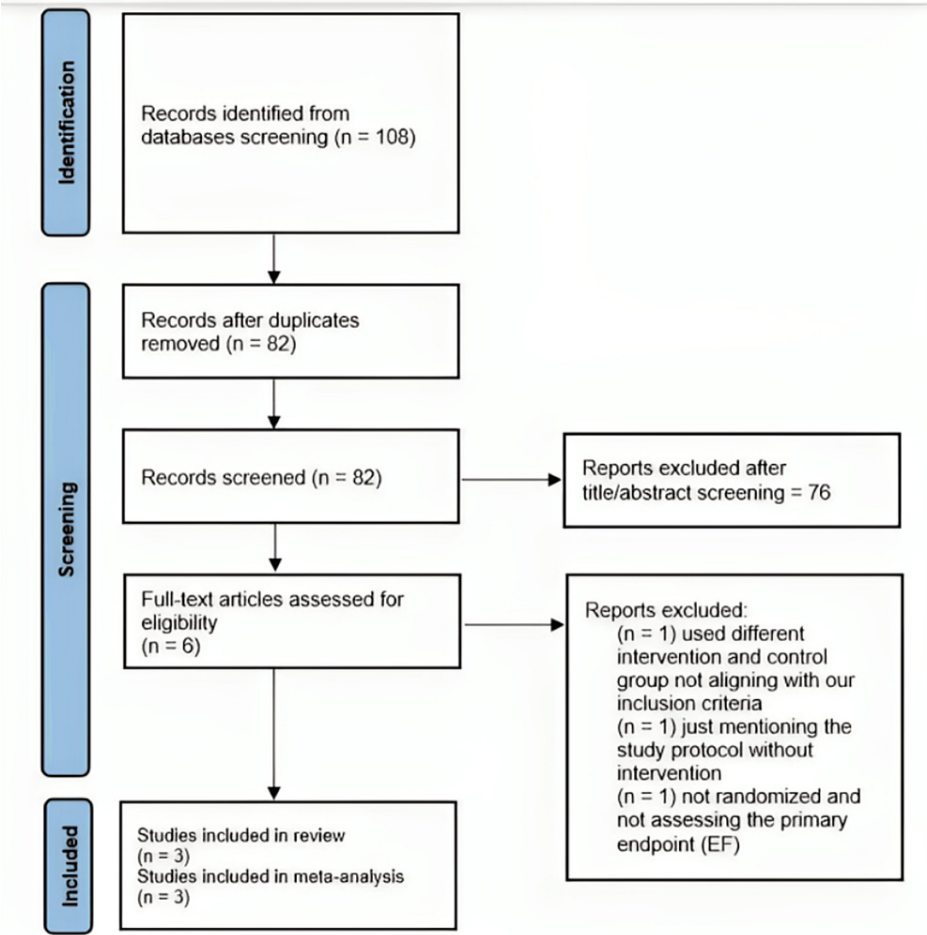 Identification
Records identified from
databases screening (n = 108)
Screening
Records after duplicates
removed (n = 82)
Records screened (n = 82)
Reports excluded after
title/abstract screening = 76
Full-text articles assessed for
eligibility
(n = 6)
Reports excluded:
(n = 1) used different
intervention and control
group not aligning with our
inclusion criteria
(n = 1) just mentioning the
study protocol without
intervention
(n = 1) not randomized and
not assessing the primary
endpoint (EF)
Included
Studies included in review
(n = 3)
Studies included in meta-analysis
(n = 3)